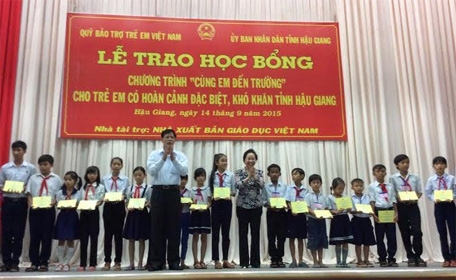 QUỸ BẢO TRỢ TRẺ EM VIỆT NAM ỦY BAN NHÂN DÂN TỈNH HẬU GIANG
LỄ TRAO HỌC BỔNG
CHƯƠNG TRÌNH "CÙNG EM ĐẾN TRƯỜNG"
CHO TRẺ EM CÓ HOÀN CẢNH ĐẶC BIỆT, KHÓ KHĂN TỈNH HẬU GIANG
Hậu Giang, ngày 14 tháng 9 năm 2015
Nhà tài trợ: NHÀ XUẤT BẢN GIÁO DỤC VIỆT NAM